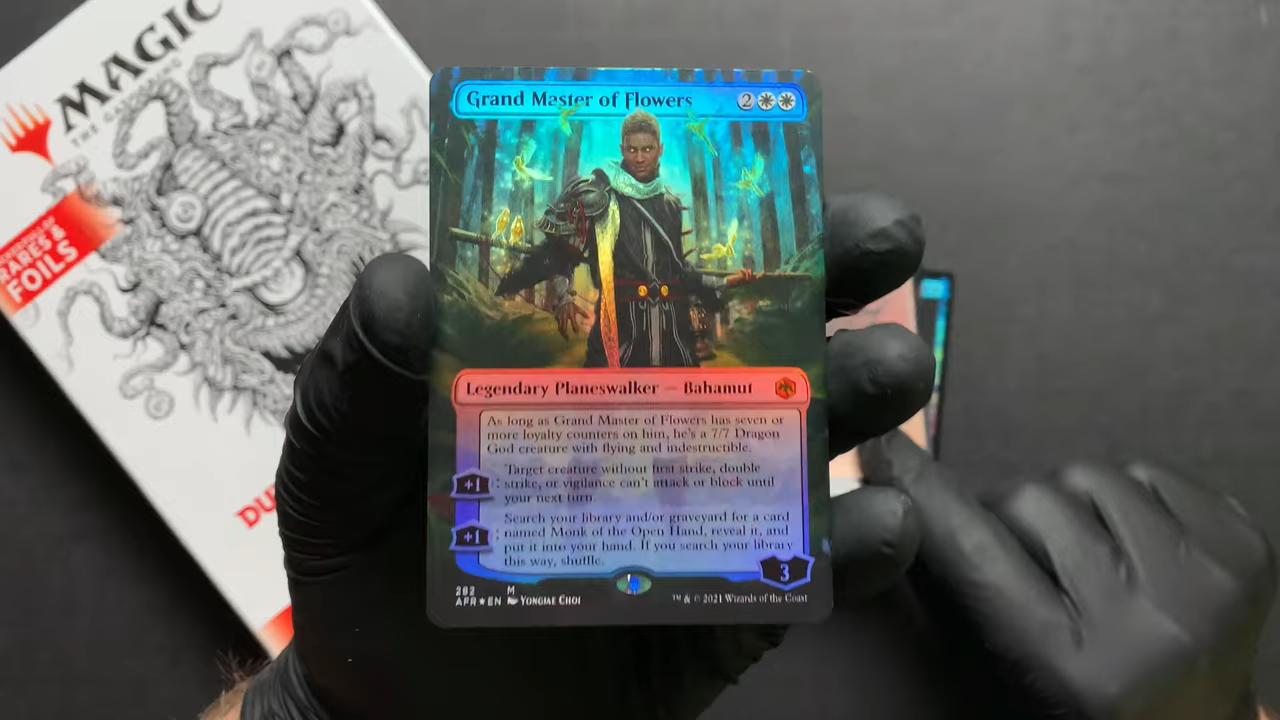 MAGIC
THE GATHERING
RARES &
FOILS
DU
Grand Master of Flowers 2
Legendary Planeswalker — Bahamut
As long as Grand Master of Flowers has seven or
more loyalty counters on him, he's a 7/7 Dragon
God creature with flying and indestructible.
+1: Target creature without first strike, double
strike, or vigilance can't attack or block until
your next turn.
+1: Search your library and/or graveyard for a card
named Monk of the Open Hand, reveal it, and
put it into your hand. If you search your library
this way, shuffle.
3
262 M
AFR★EN Yongjae Choi
™ & © 2021 Wizards of the Coast